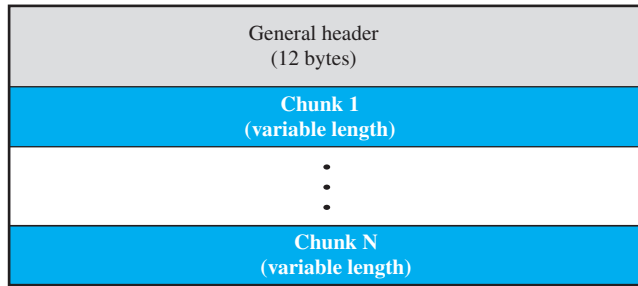 General header
(12 bytes)
Chunk 1
(variable length)
Chunk N
(variable length)